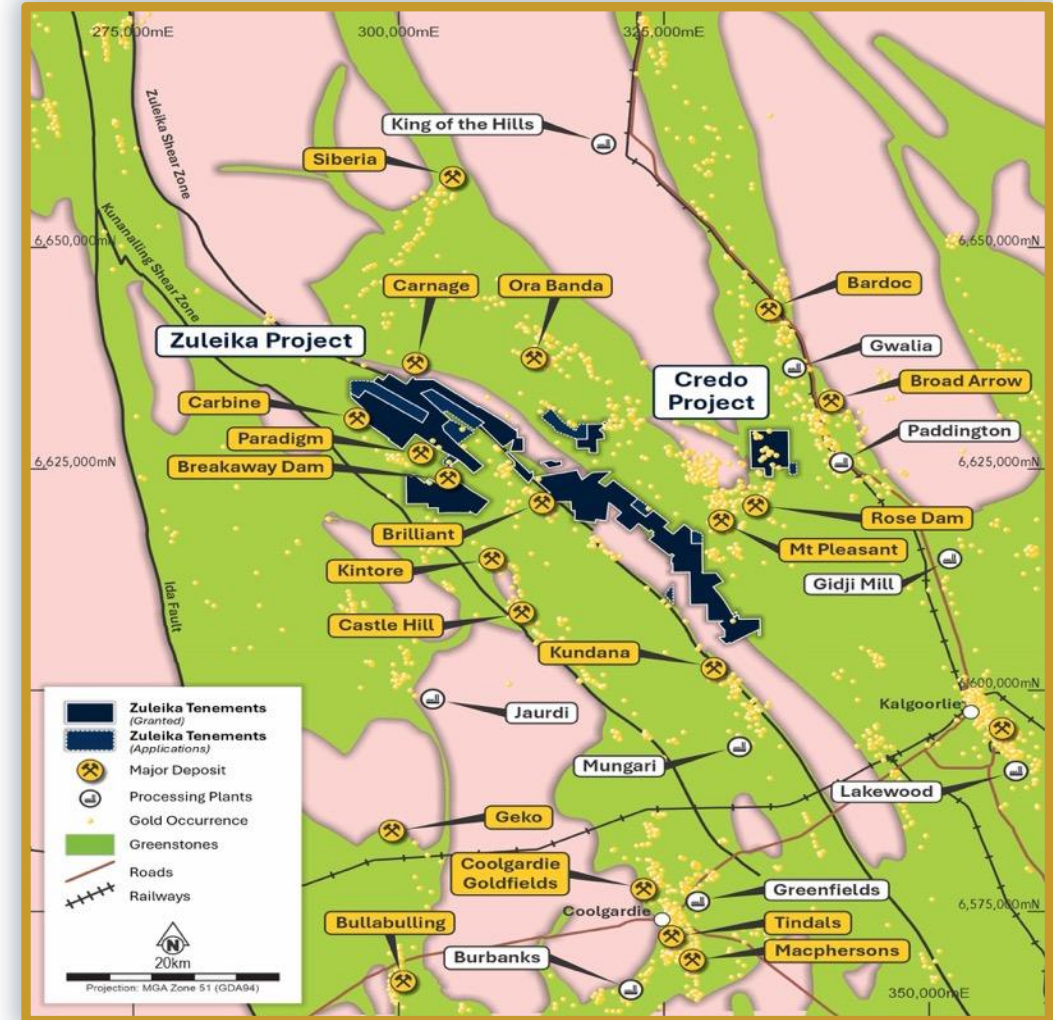 275,000mE
300,000mE
325,000mE
Zuleika Shear Zone
King of the Hills
Siberia
Kunanalling Shear Zone
6,650,000mN
6,650,000mN
Carnage
Ora Banda
Bardoc
Zuleika Project
Gwalia
Credo
Project
Broad Arrow
Carbine
Paradigm
Paddington
Breakaway Dam
6,625,000mN
6,625,000mN
Brilliant
Rose Dam
Mt Pleasant
Kintore
Gidji Mill
Ida Fault
Castle Hill
Kundana
6,600,000mN
Kalgoorlie
Jaurdi
Mungari
Lakewood
Geko
Coolgardie
Goldfields
Greenfields
Coolgardie
6,575,000mN
Bullabulling
Tindals
Burbanks
Macphersons
350,000mE
Zuleika Tenements
(Granted)
Zuleika Tenements
(Applications)
Major Deposit
Processing Plants
Gold Occurrence
Greenstones
Roads
Railways
N
20km
Projection: MGA Zone 51 (GDA94)